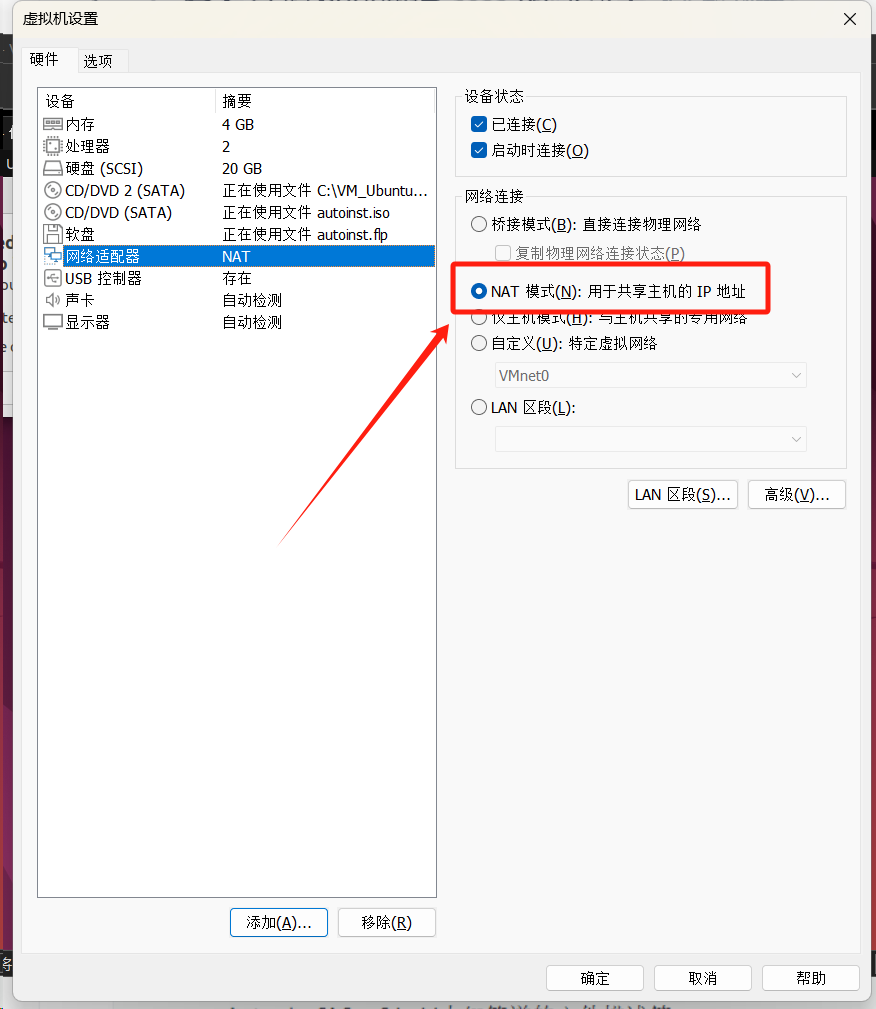 虚拟机设置
硬件 选项
设备 摘要
内存 4 GB
处理器 2
硬盘 (SCSI) 20 GB
CD/DVD 2 (SATA) 正在使用文件 C:\VM_Ubuntu...
CD/DVD (SATA) 正在使用文件 autoinst.iso
软盘 正在使用文件 autoinst.flp
网络适配器 NAT
USB 控制器 存在
声卡 自动检测
显示器 自动检测
添加(A)... 移除(R)
设备状态
已连接(C)
启动时连接(O)
网络连接
桥接模式(B): 直接连接物理网络
复制物理网络连接状态(P)
NAT 模式(N): 用于共享主机的 IP 地址
仅主机模式(H): 与主机共享的专用网络
自定义(U): 特定虚拟网络
VMnet0
LAN 区段(L):
LAN 区段(S)... 高级(V)...
确定 取消 帮助